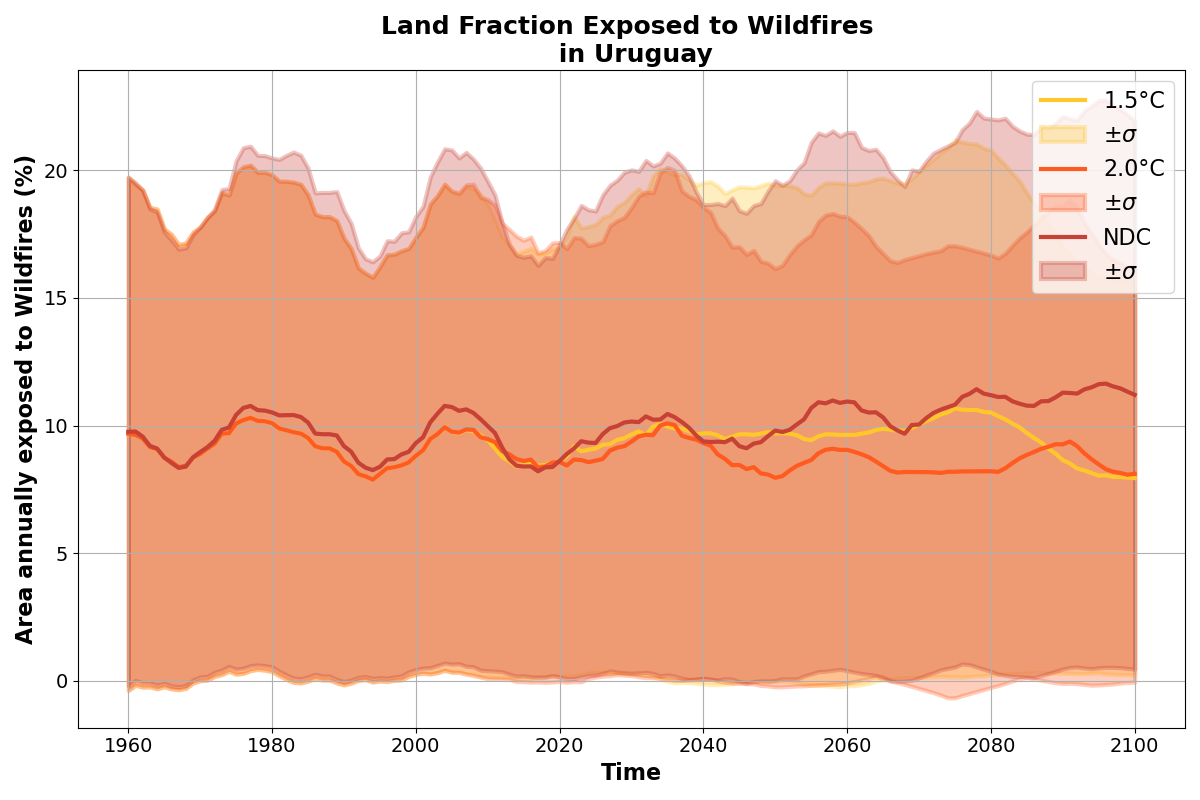 Land Fraction Exposed to Wildfires
in Uruguay
Area annually exposed to Wildfires (%)
20
15
10
5
0
1960 1980 2000 2020 2040 2060 2080 2100
Time
1.5°C
±σ
2.0°C
±σ
NDC
±σ